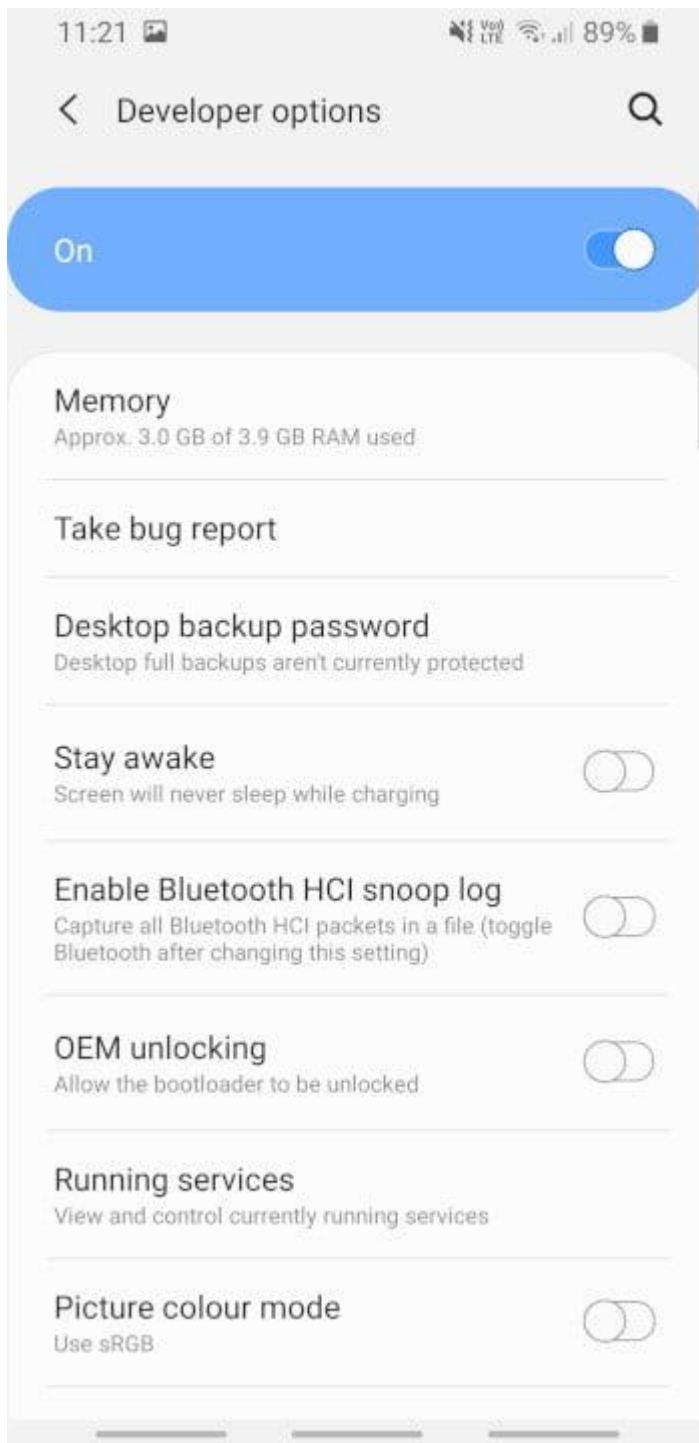 11:21
Vo))
LTE
89%
Developer options
On
Memory
Approx. 3.0 GB of 3.9 GB RAM used
Take bug report
Desktop backup password
Desktop full backups aren't currently protected
Stay awake
Screen will never sleep while charging
Enable Bluetooth HCI snoop log
Capture all Bluetooth HCI packets in a file (toggle
Bluetooth after changing this setting)
OEM unlocking
Allow the bootloader to be unlocked
Running services
View and control currently running services
Picture colour mode
Use sRGB